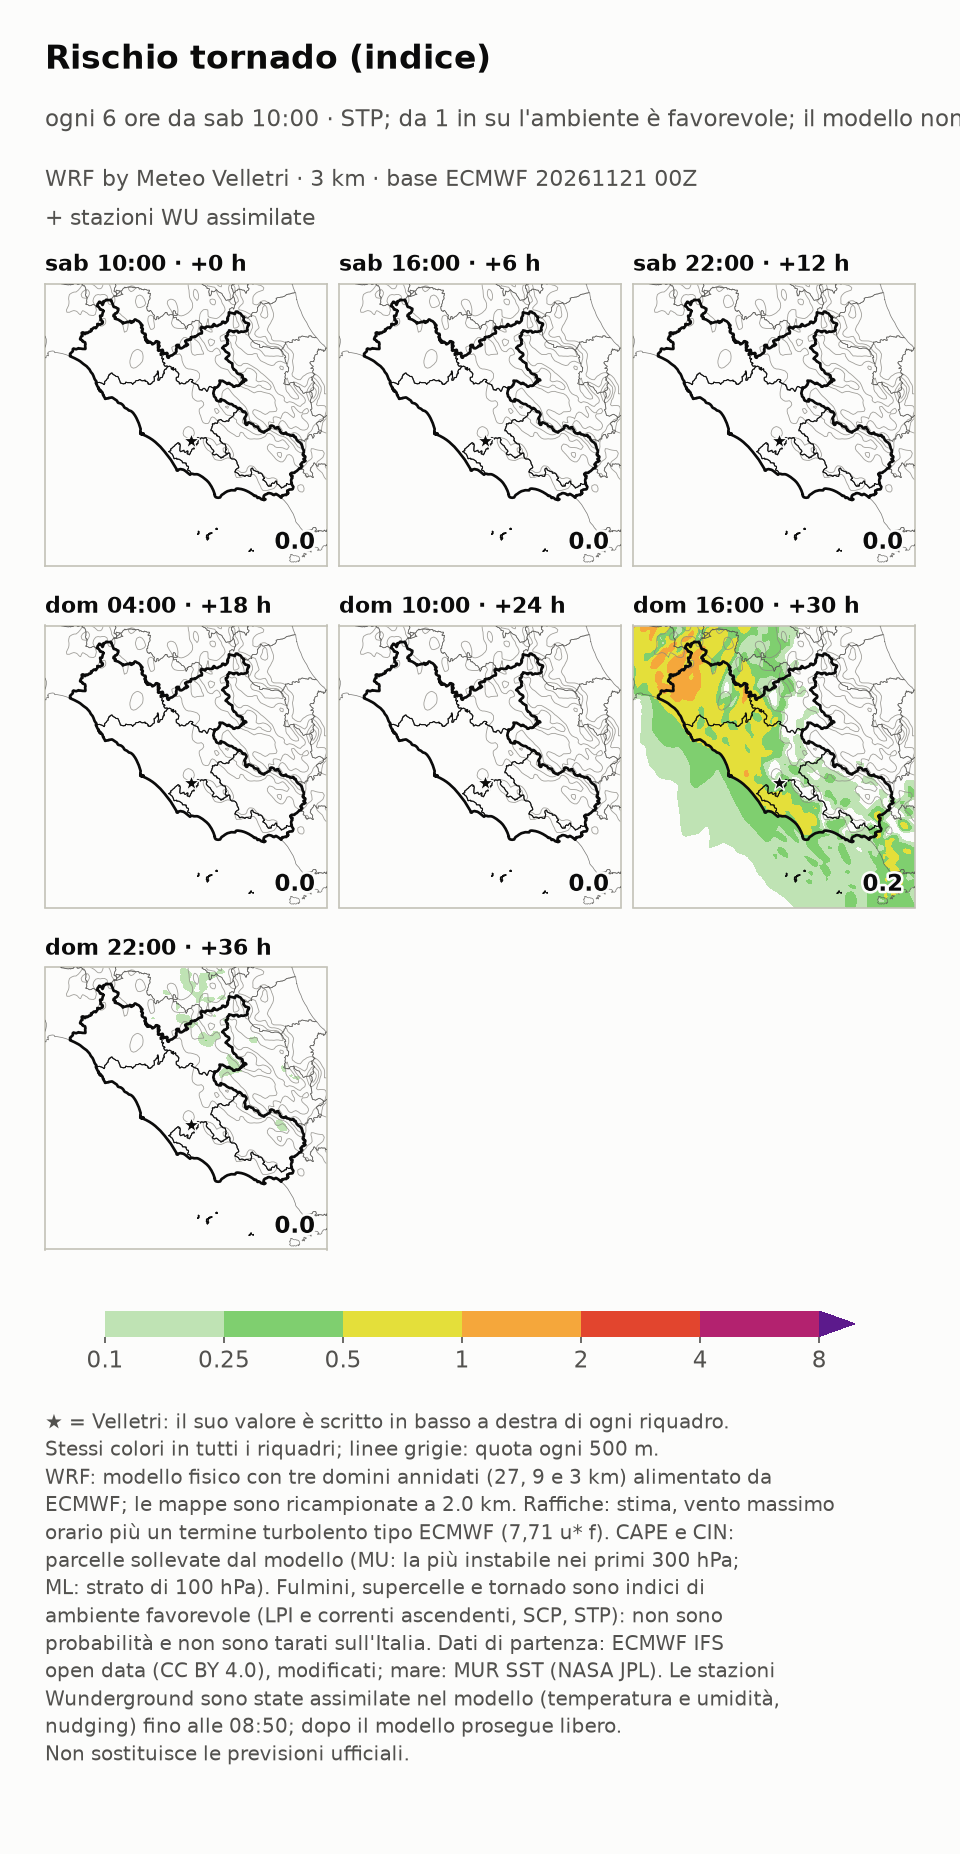 Rischio tornado (indice)
ogni 6 ore da sab 10:00 · STP; da 1 in su l'ambiente è favorevole; il modello non
WRF by Meteo Velletri · 3 km · base ECMWF 20261121 00Z
+ stazioni WU assimilate
sab 10:00 · +0 h
sab 16:00 · +6 h
sab 22:00 · +12 h
0.0
0.0
0.0
dom 04:00 · +18 h
dom 10:00 · +24 h
dom 16:00 · +30 h
0.0
0.0
0.2
dom 22:00 · +36 h
0.0
0.1 0.25 0.5 1 2 4 8
★ = Velletri: il suo valore è scritto in basso a destra di ogni riquadro.
Stessi colori in tutti i riquadri; linee grigie: quota ogni 500 m.
WRF: modello fisico con tre domini annidati (27, 9 e 3 km) alimentato da
ECMWF; le mappe sono ricampionate a 2.0 km. Raffiche: stima, vento massimo
orario più un termine turbolento tipo ECMWF (7,71 u* f). CAPE e CIN:
parcelle sollevate dal modello (MU: la più instabile nei primi 300 hPa;
ML: strato di 100 hPa). Fulmini, supercelle e tornado sono indici di
ambiente favorevole (LPI e correnti ascendenti, SCP, STP): non sono
probabilità e non sono tarati sull'Italia. Dati di partenza: ECMWF IFS
open data (CC BY 4.0), modificati; mare: MUR SST (NASA JPL). Le stazioni
Wunderground sono state assimilate nel modello (temperatura e umidità,
nudging) fino alle 08:50; dopo il modello prosegue libero.
Non sostituisce le previsioni ufficiali.